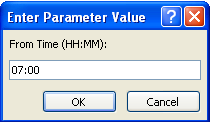 Enter Parameter Value
From Time (HH:MM):
07:00
OK Cancel